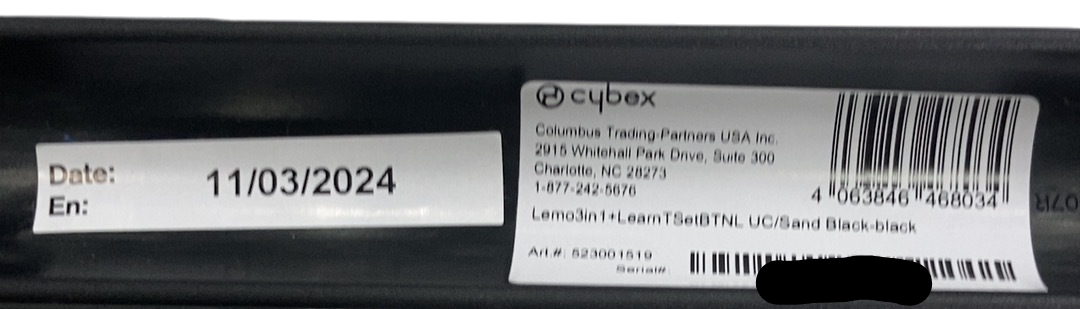 Date: 11/03/2024
En:
cybex
Columbus Trading-Partners USA Inc.
2915 Whitehall Park Drive, Suite 300
Charlotte, NC 28273
1-877-242-5676
4 063846 468034
Lemo3in1+LearnTSetBTNL UC/Sand Black-black
Art.#: 523001519
Serial#: